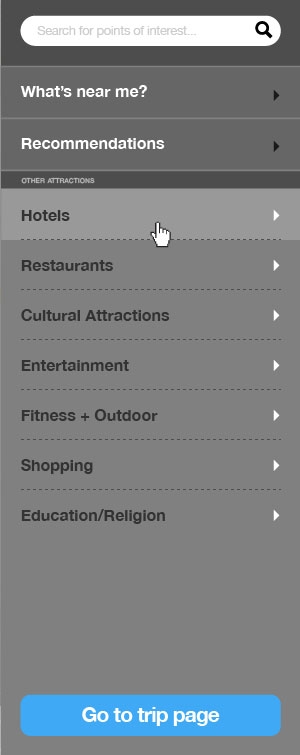 Search for points of interest...
What's near me?
Recommendations
OTHER ATTRACTIONS
Hotels
Restaurants
Cultural Attractions
Entertainment
Fitness + Outdoor
Shopping
Education/Religion
Go to trip page